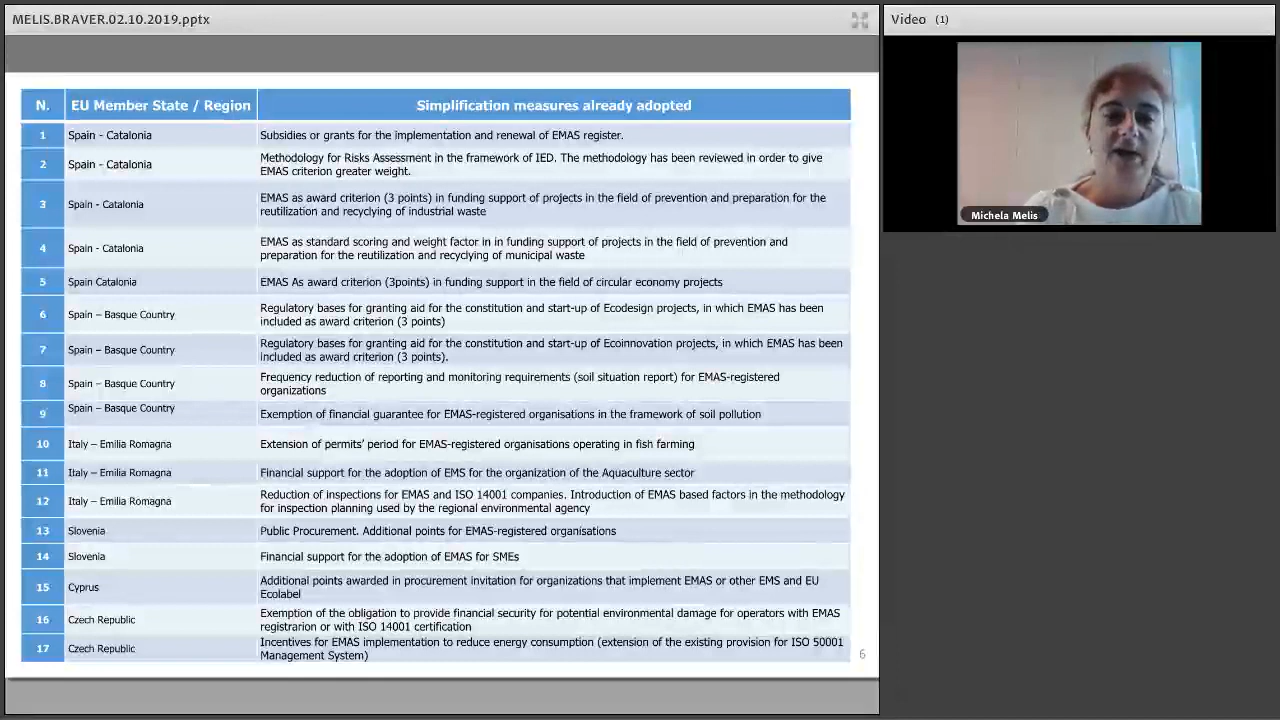 MELIS.BRAVER.02.10.2019.pptx
Video (1)
N. EU Member State / Region Simplification measures already adopted
1 Spain - Catalonia Subsidies or grants for the implementation and renewal of EMAS register.
2 Spain - Catalonia Methodology for Risks Assessment in the framework of IED. The methodology has been reviewed in order to give
EMAS criterion greater weight.
3 Spain - Catalonia EMAS as award criterion (3 points) in funding support of projects in the field of prevention and preparation for the
reutilization and recyclying of industrial waste
4 Spain - Catalonia EMAS as standard scoring and weight factor in in funding support of projects in the field of prevention and
preparation for the reutilization and recyclying of municipal waste
5 Spain Catalonia EMAS As award criterion (3points) in funding support in the field of circular economy projects
6 Spain – Basque Country Regulatory bases for granting aid for the constitution and start-up of Ecodesign projects, in which EMAS has been
included as award criterion (3 points)
7 Spain – Basque Country Regulatory bases for granting aid for the constitution and start-up of Ecoinnovation projects, in which EMAS has been
included as award criterion (3 points).
8 Spain – Basque Country Frequency reduction of reporting and monitoring requirements (soil situation report) for EMAS-registered
organizations
9 Spain – Basque Country Exemption of financial guarantee for EMAS-registered organisations in the framework of soil pollution
10 Italy – Emilia Romagna Extension of permits' period for EMAS-registered organisations operating in fish farming
11 Italy – Emilia Romagna Financial support for the adoption of EMS for the organization of the Aquaculture sector
12 Italy – Emilia Romagna Reduction of inspections for EMAS and ISO 14001 companies. Introduction of EMAS based factors in the methodology
for inspection planning used by the regional environmental agency
13 Slovenia Public Procurement. Additional points for EMAS-registered organisations
14 Slovenia Financial support for the adoption of EMAS for SMEs
15 Cyprus Additional points awarded in procurement invitation for organizations that implement EMAS or other EMS and EU
Ecolabel
16 Czech Republic Exemption of the obligation to provide financial security for potential environmental damage for operators with EMAS
registrarion or with ISO 14001 certification
17 Czech Republic Incentives for EMAS implementation to reduce energy consumption (extension of the existing provision for ISO 50001
Management System)
6
Michela Melis